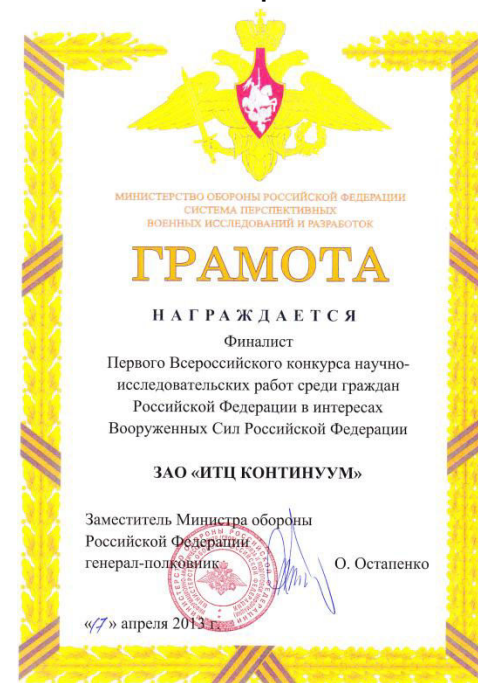 МИНИСТЕРСТВО ОБОРОНЫ РОССИЙСКОЙ ФЕДЕРАЦИИ
СИСТЕМА ПЕРСПЕКТИВНЫХ
ВОЕННЫХ ИССЛЕДОВАНИЙ И РАЗРАБОТОК
ГРАМОТА
НАГРАЖДАЕТСЯ
Финалист
Первого Всероссийского конкурса научно-
исследовательских работ среди граждан
Российской Федерации в интересах
Вооруженных Сил Российской Федерации
ЗАО «ИТЦ КОНТИНУУМ»
Заместитель Министра обороны
Российской Федерации
генерал-полковник О. Остапенко
«17» апреля 2013 г.